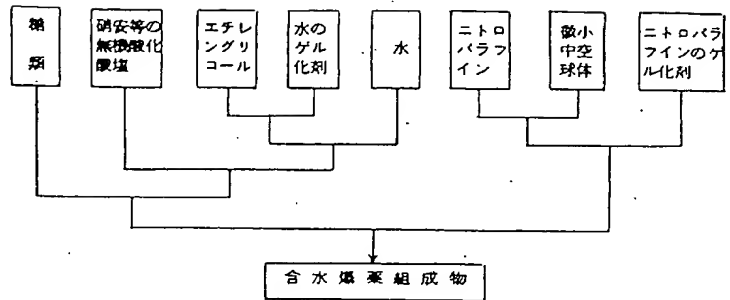 糖
類
硝安等の
無機酸化
酸塩
エチレ
ングリ
コール
水の
ゲル
化剤
水
ニトロ
パラフ
イン
微小
中空
球体
ニトロパラ
フインのゲ
ル化剤
含水爆薬組成物